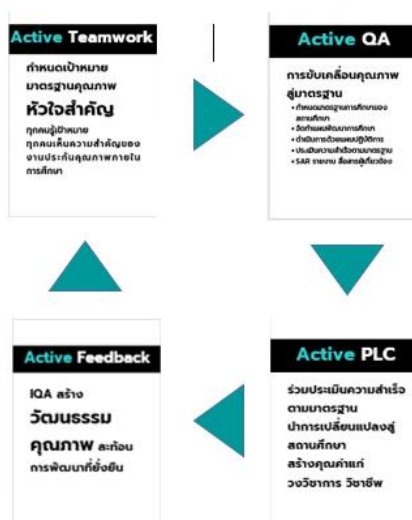 Active Teamwork
กำหนดเป้าหมาย
มาตรฐานคุณภาพ
หัวใจสำคัญ
ทุกคนรู้เป้าหมาย
ทุกคนเห็นความสำคัญของ
งานประกันคุณภาพภายใน
การศึกษา
Active QA
การขับเคลื่อนคุณภาพ
สู่มาตรฐาน
• กำหนดมาตรฐานการศึกษาของ
สถานศึกษา
• จัดทำแผนพัฒนาการศึกษา
• ดำเนินการด้วยแผนปฏิบัติการ
• ประเมินความสำเร็จตามมาตรฐาน
• SAR รายงาน สื่อสารผู้เกี่ยวข้อง
Active Feedback
IQA สร้าง
วัฒนธรรม
คุณภาพ สะท้อน
การพัฒนาที่ยั่งยืน
Active PLC
ร่วมประเมินความสำเร็จ
ตามมาตรฐาน
นำการเปลี่ยนแปลงสู่
สถานศึกษา
สร้างคุณค่าแก่
วงวิชาการ วิชาชีพ